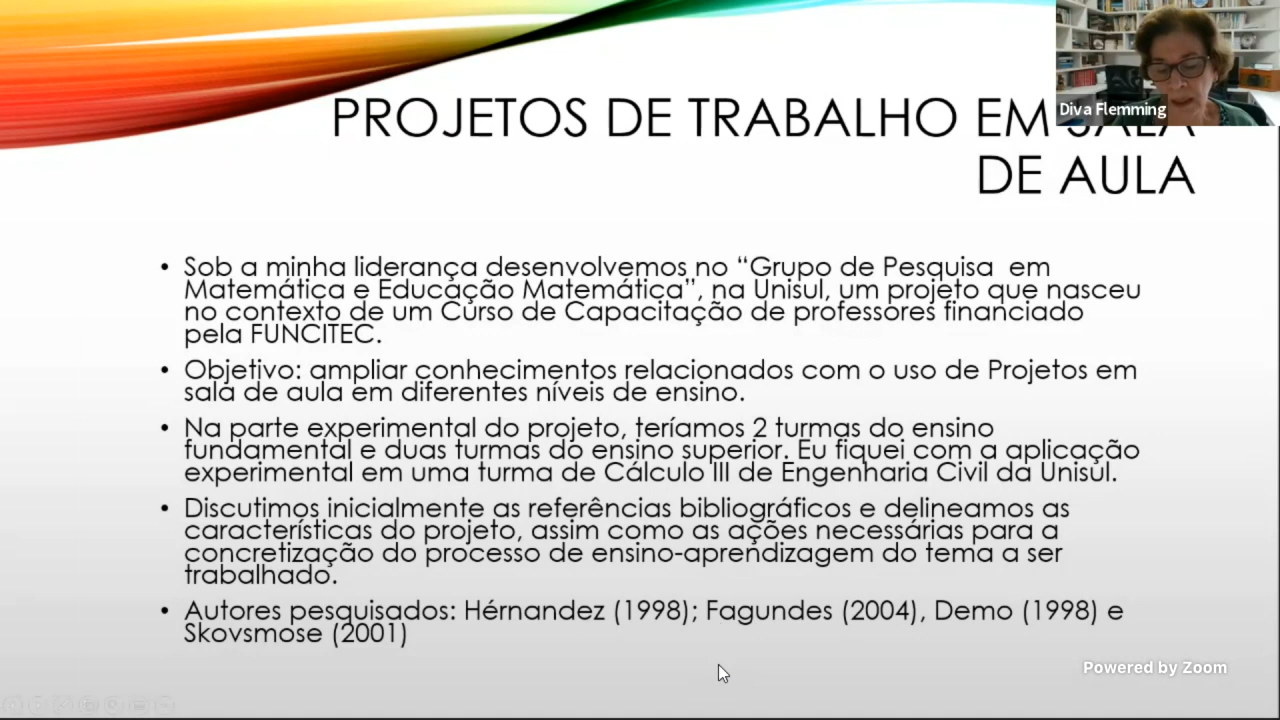 Diva Flemming
PROJETOS DE TRABALHO EM SALA
DE AULA
• Sob a minha liderança desenvolvemos no “Grupo de Pesquisa em
Matemática e Educação Matemática”, na Unisul, um projeto que nasceu
no contexto de um Curso de Capacitação de professores financiado
pela FUNCITEC.
• Objetivo: ampliar conhecimentos relacionados com o uso de Projetos em
sala de aula em diferentes níveis de ensino.
• Na parte experimental do projeto, teríamos 2 turmas do ensino
fundamental e duas turmas do ensino superior. Eu fiquei com a aplicação
experimental em uma turma de Cálculo III de Engenharia Civil da Unisul.
• Discutimos inicialmente as referências bibliográficos e delineamos as
características do projeto, assim como as ações necessárias para a
concretização do processo de ensino-aprendizagem do tema a ser
trabalhado.
• Autores pesquisados: Hérnandez (1998); Fagundes (2004), Demo (1998) e
Skovsmose (2001)
Powered by Zoom